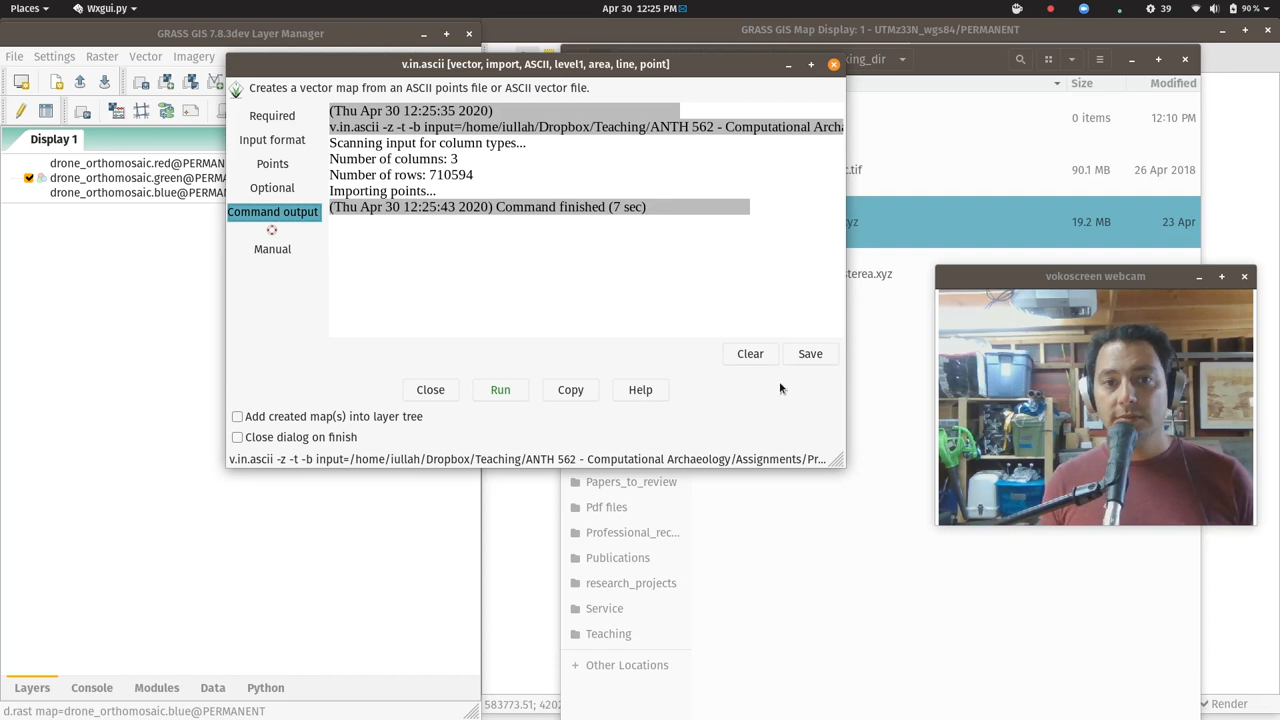 Places
Wxgui.py
Apr 30 12:25 PM
39
90 %
GRASS GIS 7.8.3dev Layer Manager
GRASS GIS Map Display: 1 - UTMz33N_wgs84/PERMANENT
File Settings Raster Vector Imagery
Display 1
drone_orthomosaic.red@PERMAN
drone_orthomosaic.green@PERMAN
drone_orthomosaic.blue@PERMAN
v.in.ascii [vector, import, ASCII, level1, area, line, point]
Creates a vector map from an ASCII points file or ASCII vector file.
Required
Input format
Points
Optional
Command output
Manual
(Thu Apr 30 12:25:35 2020)
v.in.ascii -z -t -b input=/home/iullah/Dropbox/Teaching/ANTH 562 - Computational Archa
Scanning input for column types...
Number of columns: 3
Number of rows: 710594
Importing points...
(Thu Apr 30 12:25:43 2020) Command finished (7 sec)
Clear Save
Close Run Copy Help
Add created map(s) into layer tree
Close dialog on finish
v.in.ascii -z -t -b input=/home/iullah/Dropbox/Teaching/ANTH 562 - Computational Archaeology/Assignments/Pr...
king_dir
Size Modified
0 items 12:10 PM
.tif 90.1 MB 26 Apr 2018
yz 19.2 MB 23 Apr
sterea.xyz
vokoscreen webcam
Papers_to_review
Pdf files
Professional_rec...
Publications
research_projects
Service
Teaching
+ Other Locations
Layers Console Modules Data Python
d.rast map=drone_orthomosaic.blue@PERMANENT
583773.51; 4202
Render